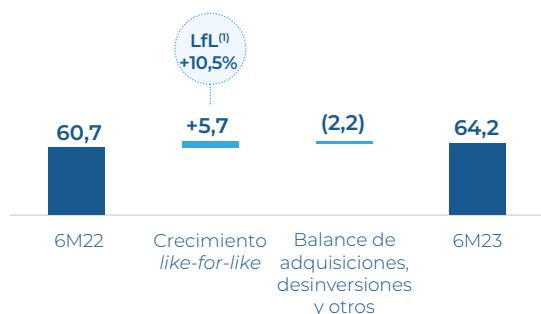 LfL(1)
+10,5%
60,7
+5,7
(2,2)
64,2
6M22
Crecimiento
like-for-like
Balance de
adquisiciones,
desinversiones
y otros
6M23